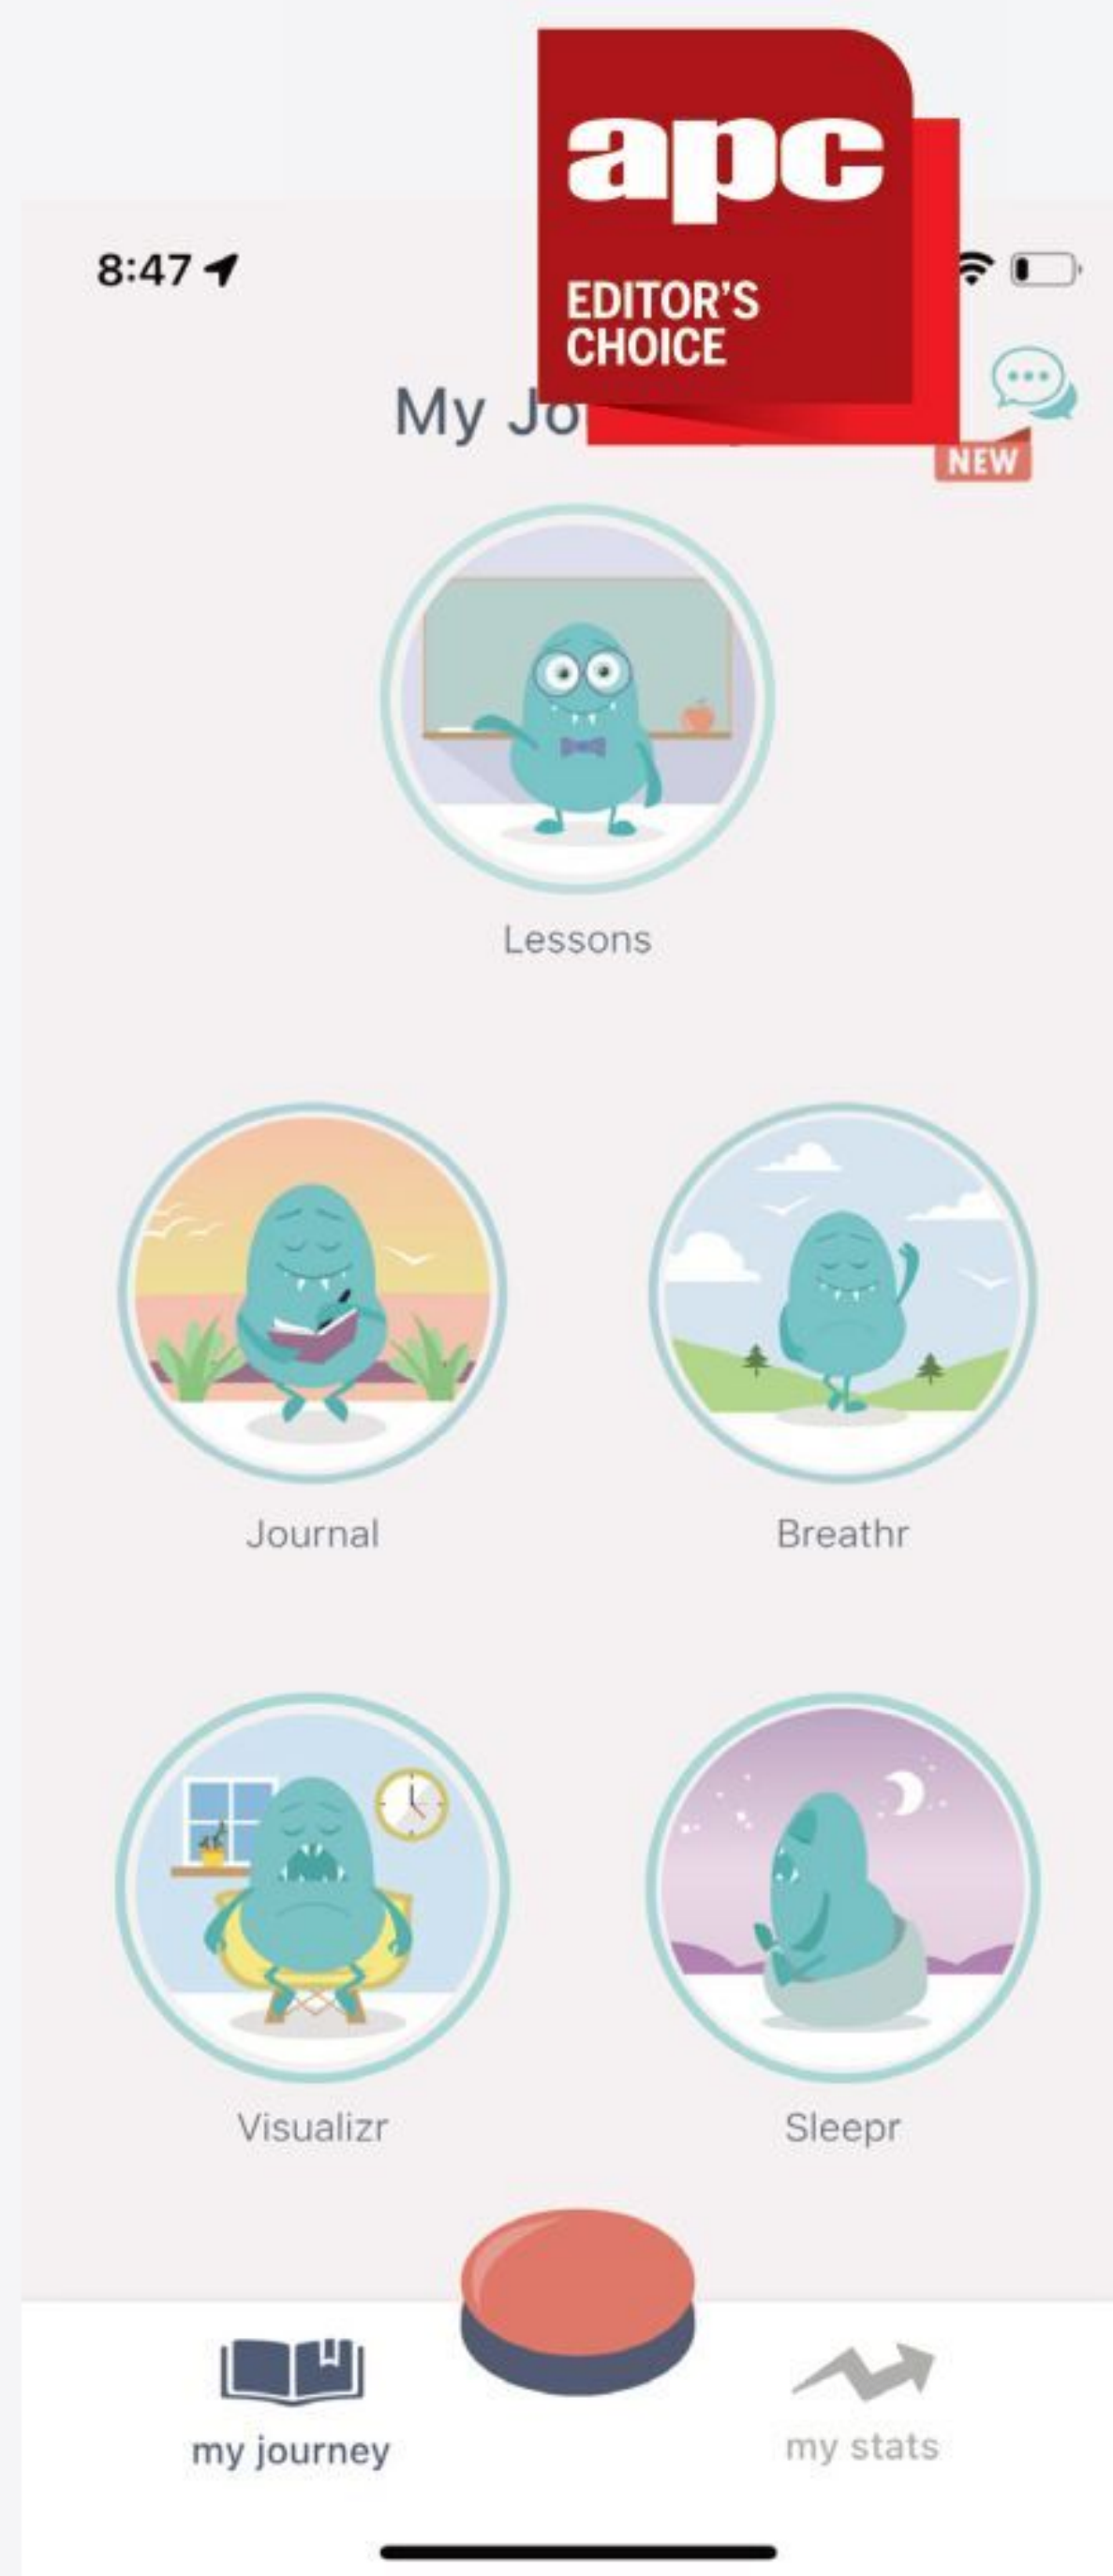 apc
EDITOR'S
CHOICE
8:47
My Jo
NEW
Lessons
Journal
Breathr
Visualizr
Sleepr
my journey
my stats